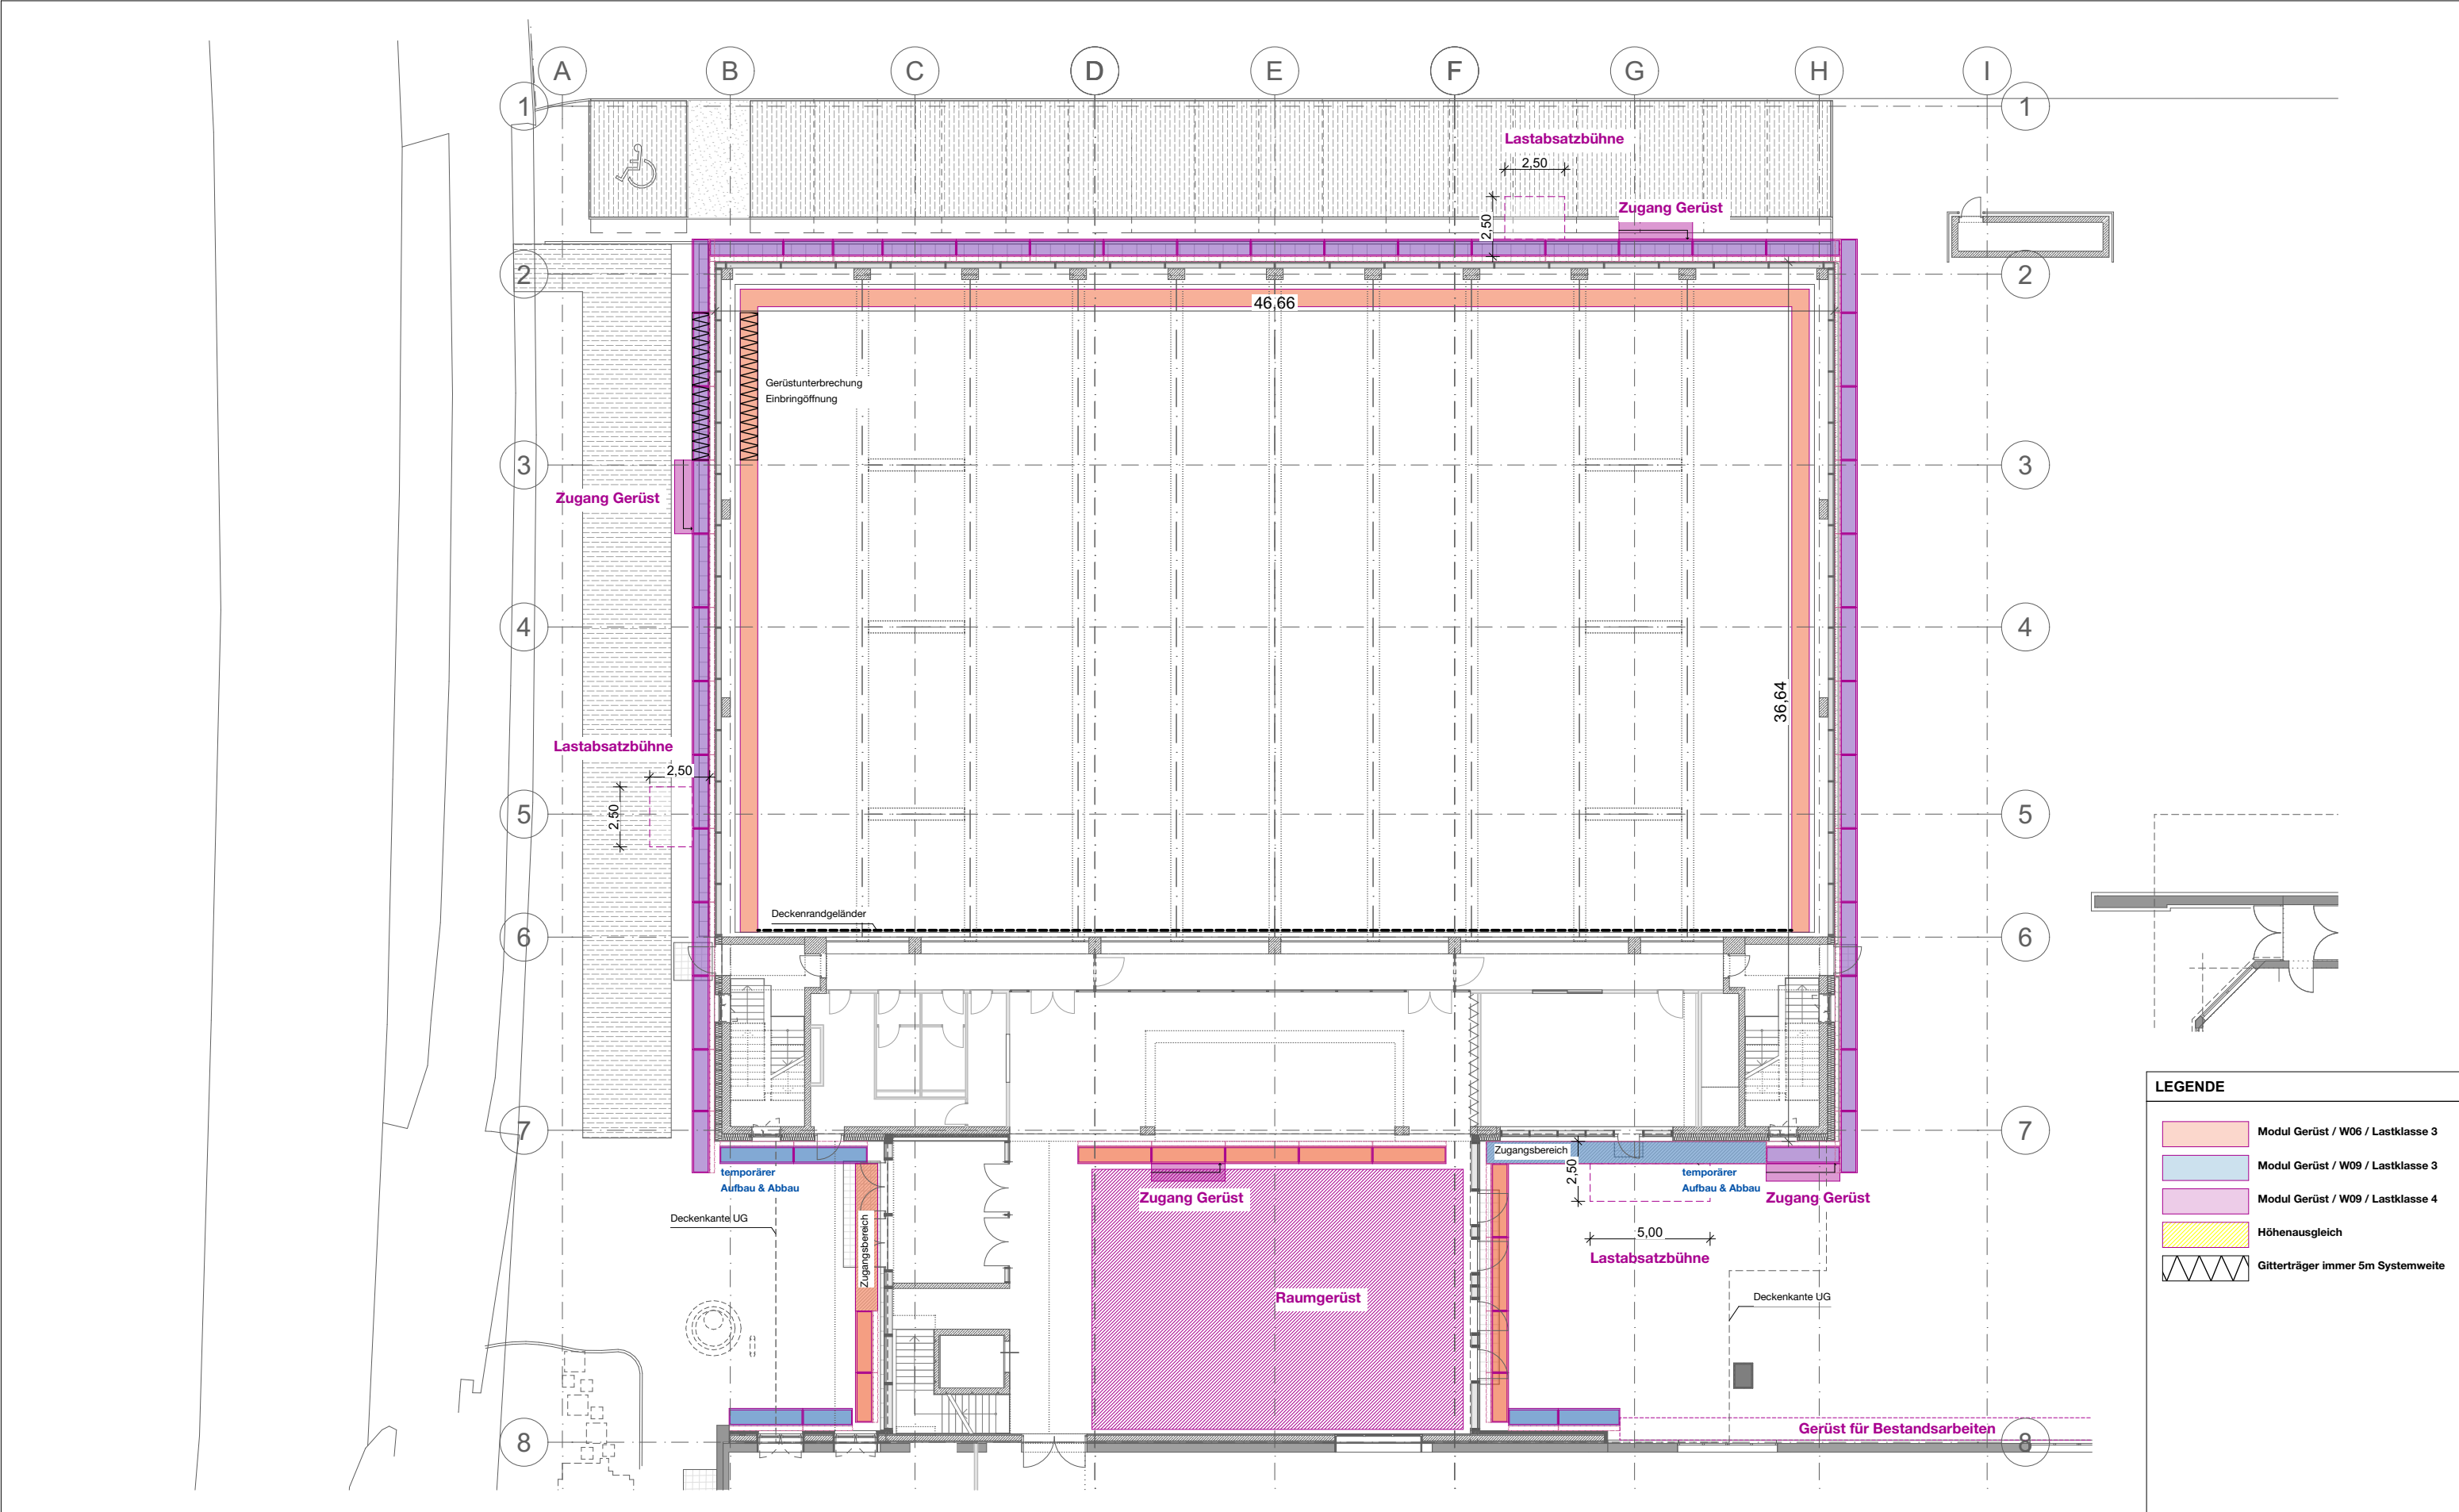 A B C D E F G H I
1 1
Lastabsatzbühne
2,50
Zugang Gerüst
2,50
2 2
46,66
Gerüstunterbrechung
Einbringöffnung
3 3
Zugang Gerüst
4 4
36,64
Lastabsatzbühne
2,50
2,50
5 5
Deckenrandgeländer
6 6
LEGENDE
Modul Gerüst / W06 / Lastklasse 3
Modul Gerüst / W09 / Lastklasse 3
Modul Gerüst / W09 / Lastklasse 4
Höhenausgleich
Gitterträger immer 5m Systemweite
7 7
Zugangsbereich
2,50
temporärer
Aufbau & Abbau
temporärer
Aufbau & Abbau
Zugang Gerüst
Zugang Gerüst
Deckenkante UG
Zugangsbereich
5,00
Lastabsatzbühne
Raumgerüst
Deckenkante UG
Gerüst für Bestandsarbeiten
8 8